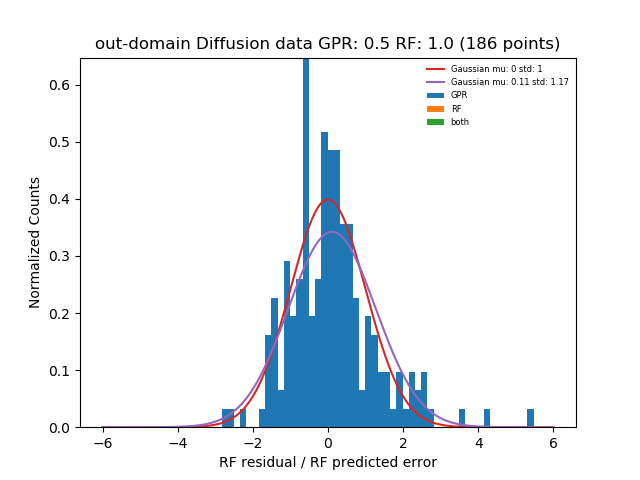 out-domain Diffusion data GPR: 0.5 RF: 1.0 (186 points)
Gaussian mu: 0 std: 1
Gaussian mu: 0.11 std: 1.17
GPR
RF
both
Normalized Counts
0.6
0.5
0.4
0.3
0.2
0.1
0.0
−6 −4 −2 0 2 4 6
RF residual / RF predicted error